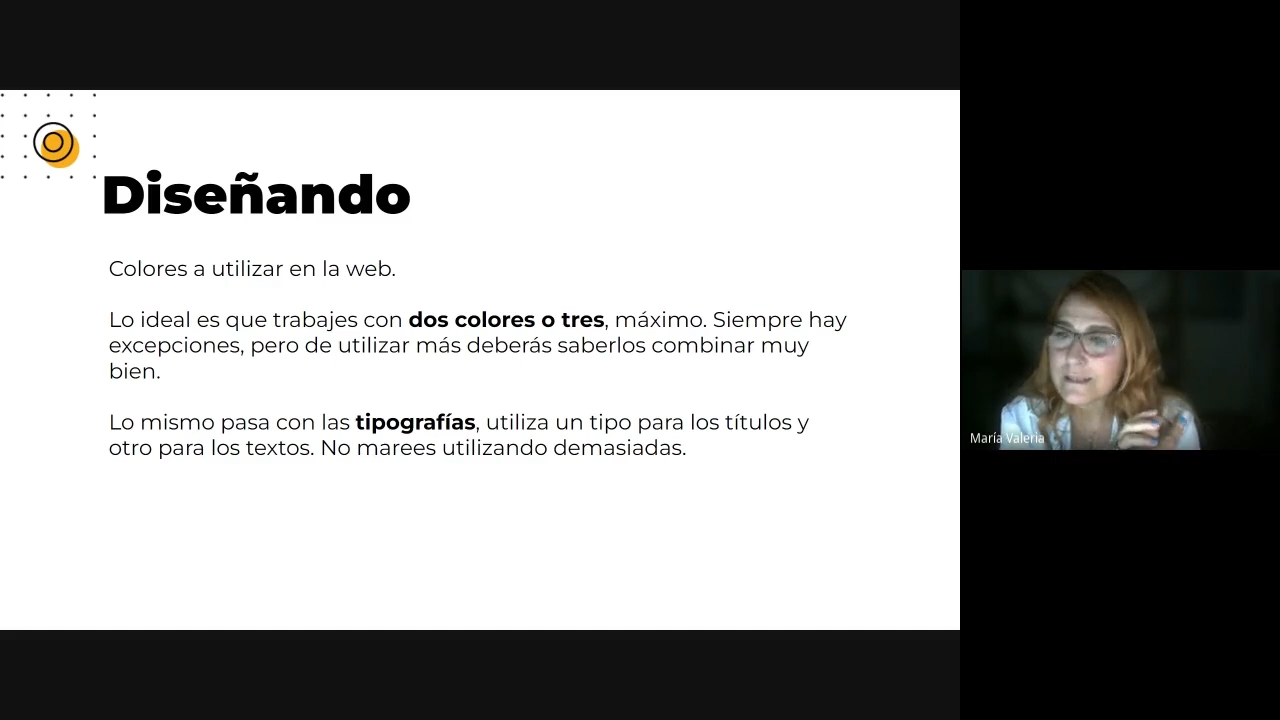 Diseñando
Colores a utilizar en la web.
Lo ideal es que trabajes con dos colores o tres, máximo. Siempre hay
excepciones, pero de utilizar más deberás saberlos combinar muy
bien.
Lo mismo pasa con las tipografías, utiliza un tipo para los títulos y
otro para los textos. No marees utilizando demasiadas.
María Valeria